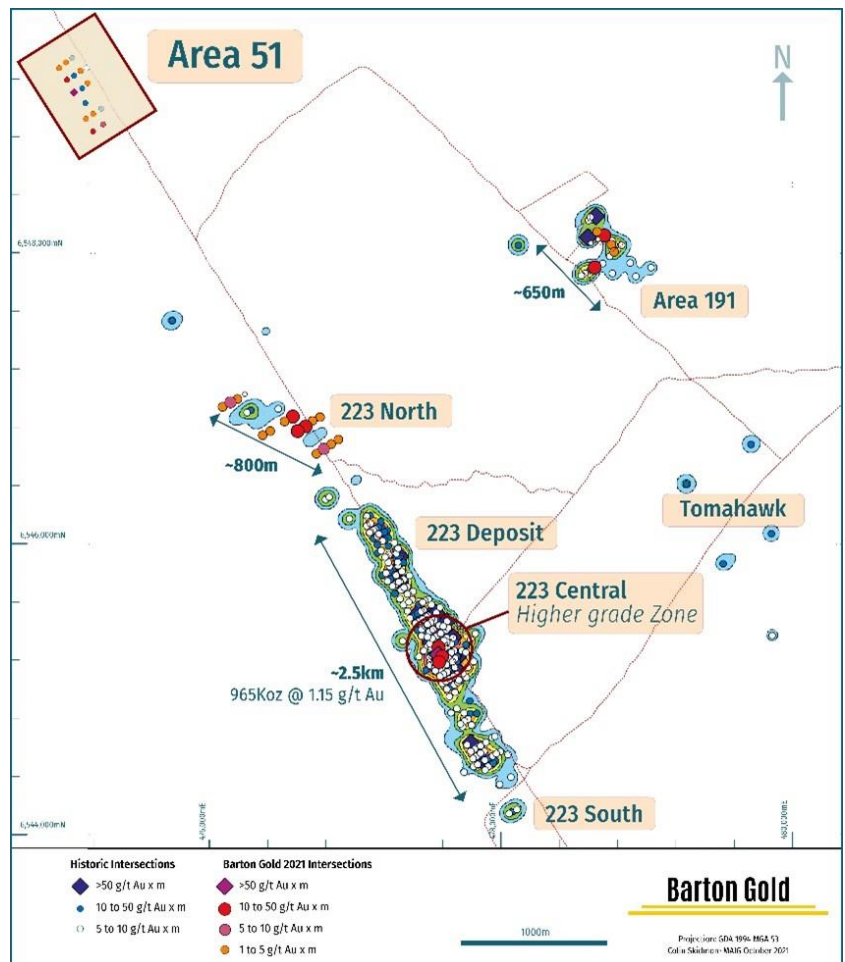 Area 51
N
6,548,000mN
~650m
Area 191
223 North
~800m
223 Deposit
Tomahawk
6,546,000mN
223 Central
Higher grade Zone
~2.5km
965Koz @ 1.15 g/t Au
223 South
6,544,000mN
480,000mE
Historic Intersections
>50 g/t Au x m
10 to 50 g/t Au x m
5 to 10 g/t Au x m
Barton Gold 2021 Intersections
>50 g/t Au x m
10 to 50 g/t Au x m
5 to 10 g/t Au x m
1 to 5 g/t Au x m
1000m
Barton Gold
Projection: GDA 1994 MGA 53
Colin Skidmore MAIG October 2021